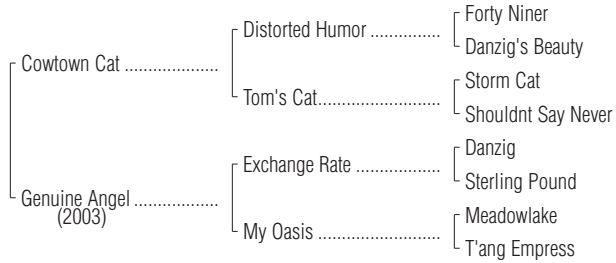 Forty Niner
Distorted Humor ...............
Danzig's Beauty
Cowtown Cat ....................
Storm Cat
Tom's Cat..........................
Shouldnt Say Never
Danzig
Exchange Rate ..................
Sterling Pound
Genuine Angel ..................
(2003)
Meadowlake
My Oasis ..........................
T'ang Empress